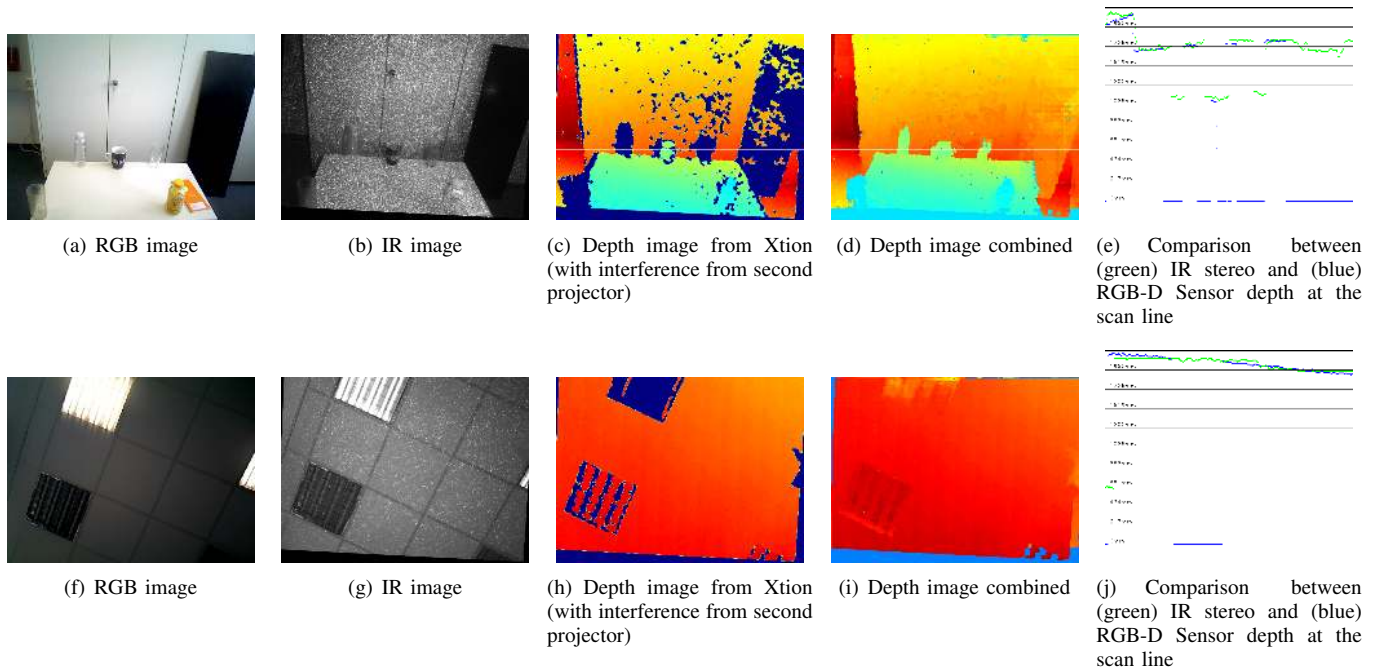 (a) RGB image
(b) IR image
(c) Depth image from Xtion
(with interference from second
projector)
(d) Depth image combined
(e) Comparison between
(green) IR stereo and (blue)
RGB-D Sensor depth at the
scan line
(f) RGB image
(g) IR image
(h) Depth image from Xtion
(with interference from second
projector)
(i) Depth image combined
(j) Comparison between
(green) IR stereo and (blue)
RGB-D Sensor depth at the
scan line